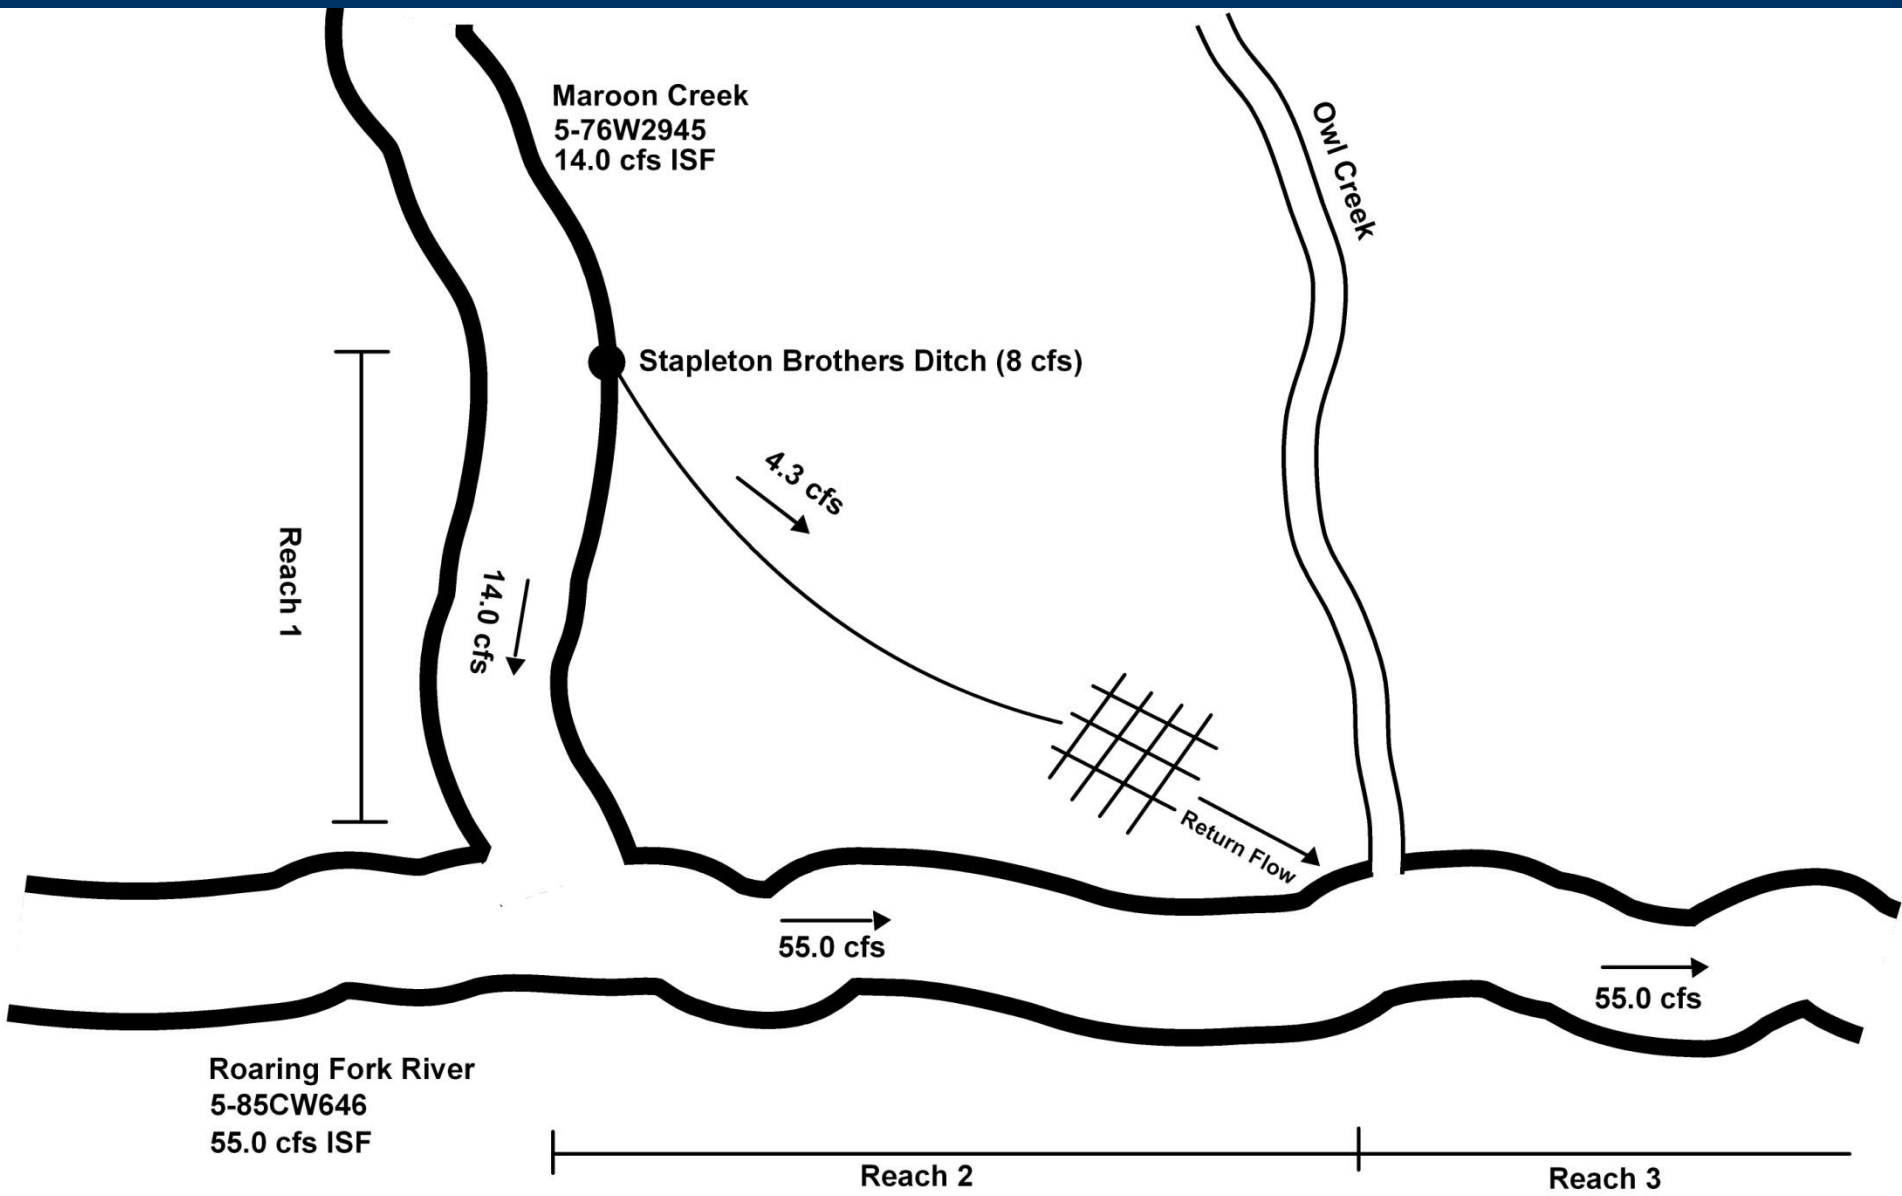 Maroon Creek
5-76W2945
14.0 cfs ISF
Owl Creek
Stapleton Brothers Ditch (8 cfs)
4.3 cfs
Reach 1
14.0 cfs
Return Flow
55.0 cfs
55.0 cfs
Roaring Fork River
5-85CW646
55.0 cfs ISF
Reach 2
Reach 3